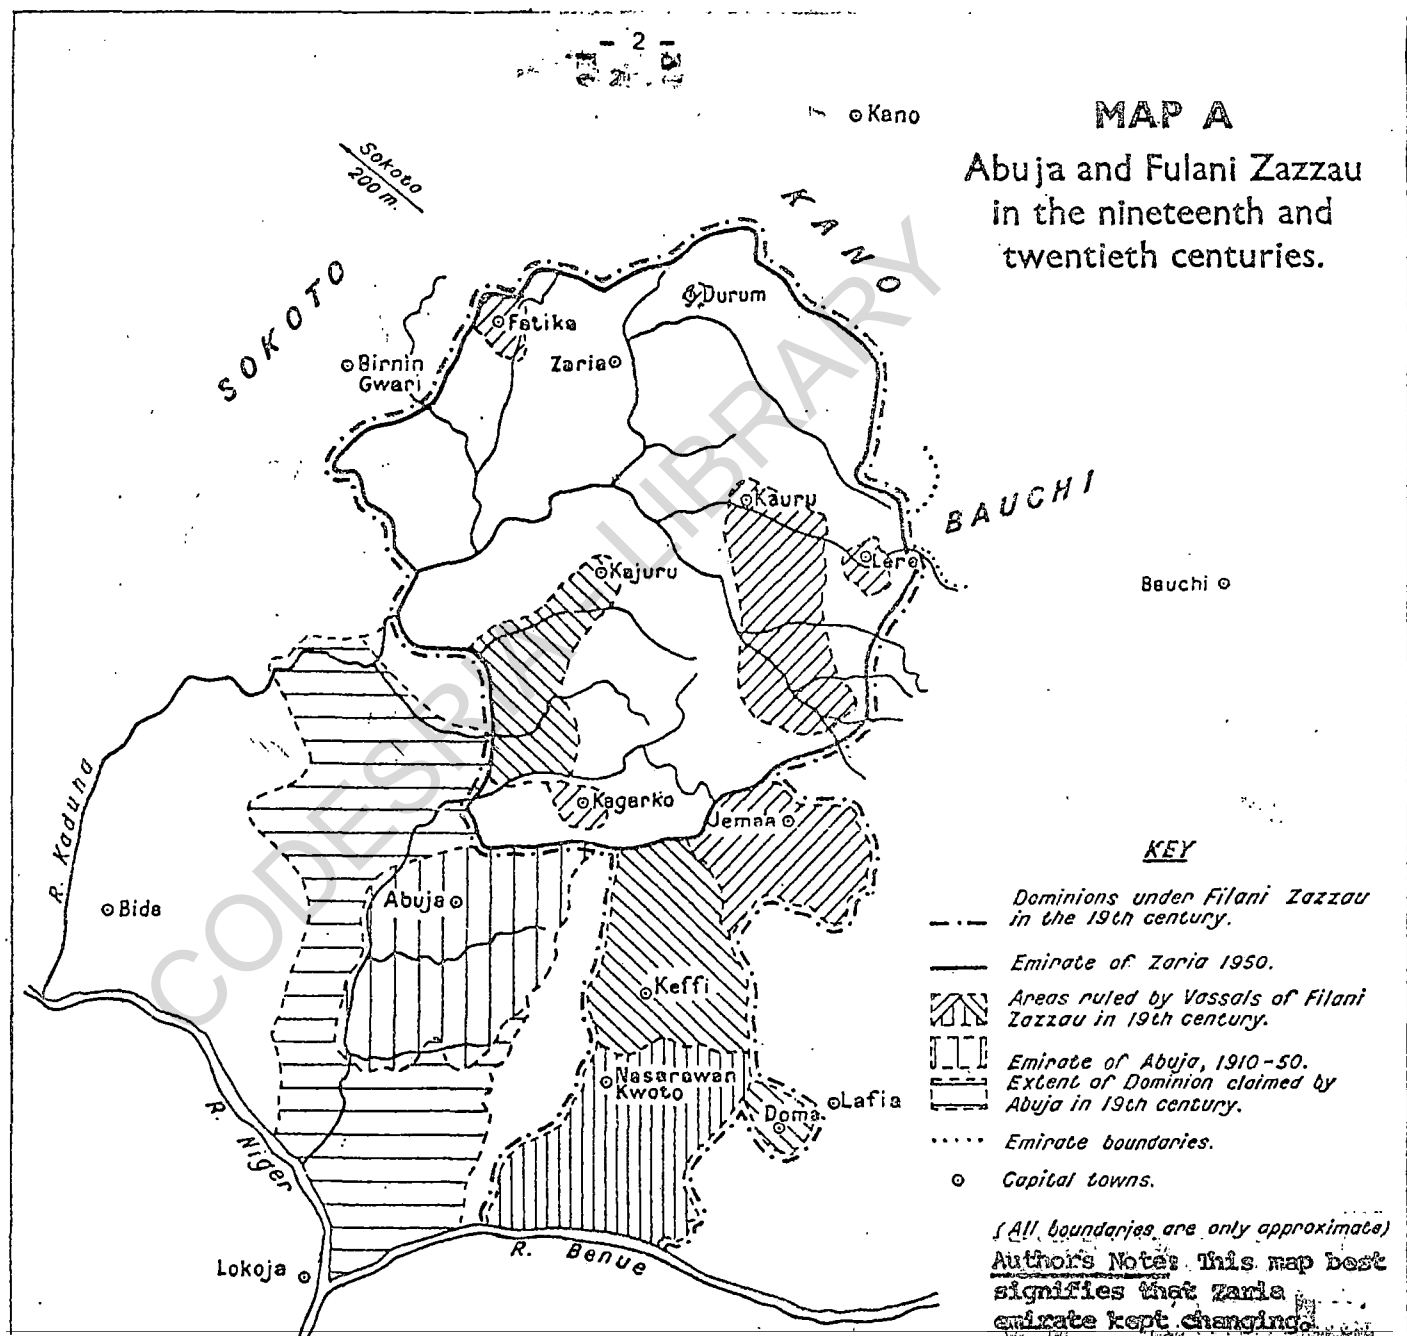 - 2 -
MAP A
Abuja and Fulani Zazzau
in the nineteenth and
twentieth centuries.
Kano
Sokoto
200 m.
KANO
SOKOTO
Durum
Fatika
Birnin
Gwari
Zaria
BAUCHI
Kauru
Lere
Kajuru
Bauchi
Kagarko
Jemaa
R. Kaduna
Bida
Abuja
Keffi
Nasarawan
Kwoto
Doma
Lafia
R. Niger
Lokoja
R. Benue
KEY
Dominions under Filani Zazzau
in the 19th century.
Emirate of Zaria 1950.
Areas ruled by Vassals of Filani
Zazzau in 19th century.
Emirate of Abuja, 1910-50.
Extent of Dominion claimed by
Abuja in 19th century.
Emirate boundaries.
Capital towns.
(All boundaries are only approximate)
Author's Note: This map best
signifies that Zaria
emirate kept changing.
CODESRIA - LIBRARY